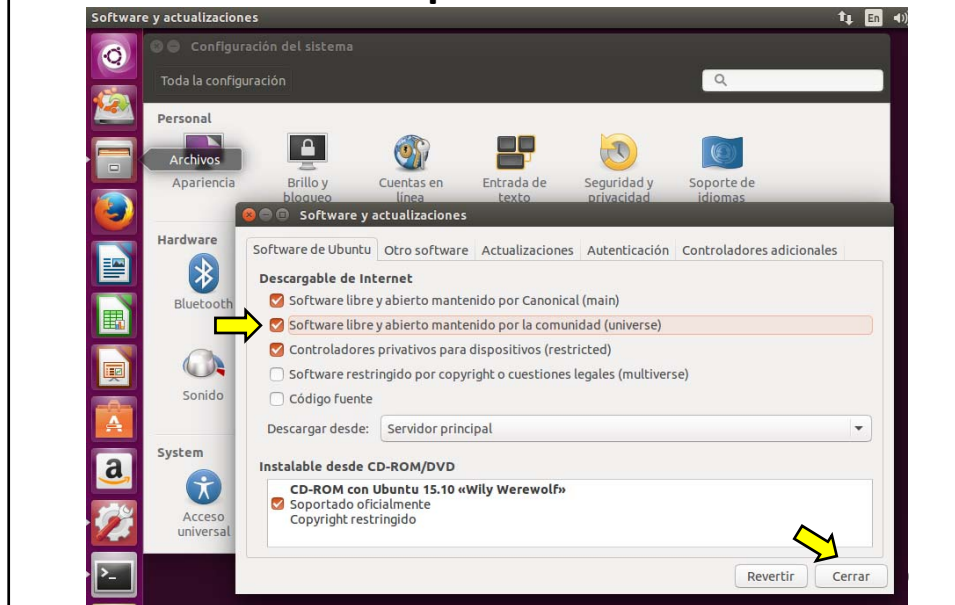 Software y actualizaciones
En
Configuración del sistema
Toda la configuración
Personal
Archivos
Apariencia
Brillo y
bloqueo
Cuentas en
línea
Entrada de
texto
Seguridad y
privacidad
Soporte de
idiomas
Software y actualizaciones
Hardware
Bluetooth
Sonido
System
Acceso
universal
Software de Ubuntu
Otro software
Actualizaciones
Autenticación
Controladores adicionales
Descargable de Internet
Software libre y abierto mantenido por Canonical (main)
Software libre y abierto mantenido por la comunidad (universe)
Controladores privativos para dispositivos (restricted)
Software restringido por copyright o cuestiones legales (multiverse)
Código fuente
Descargar desde:
Servidor principal
Instalable desde CD-ROM/DVD
CD-ROM con Ubuntu 15.10 «Wily Werewolf»
Soportado oficialmente
Copyright restringido
Revertir
Cerrar
A
a
>_